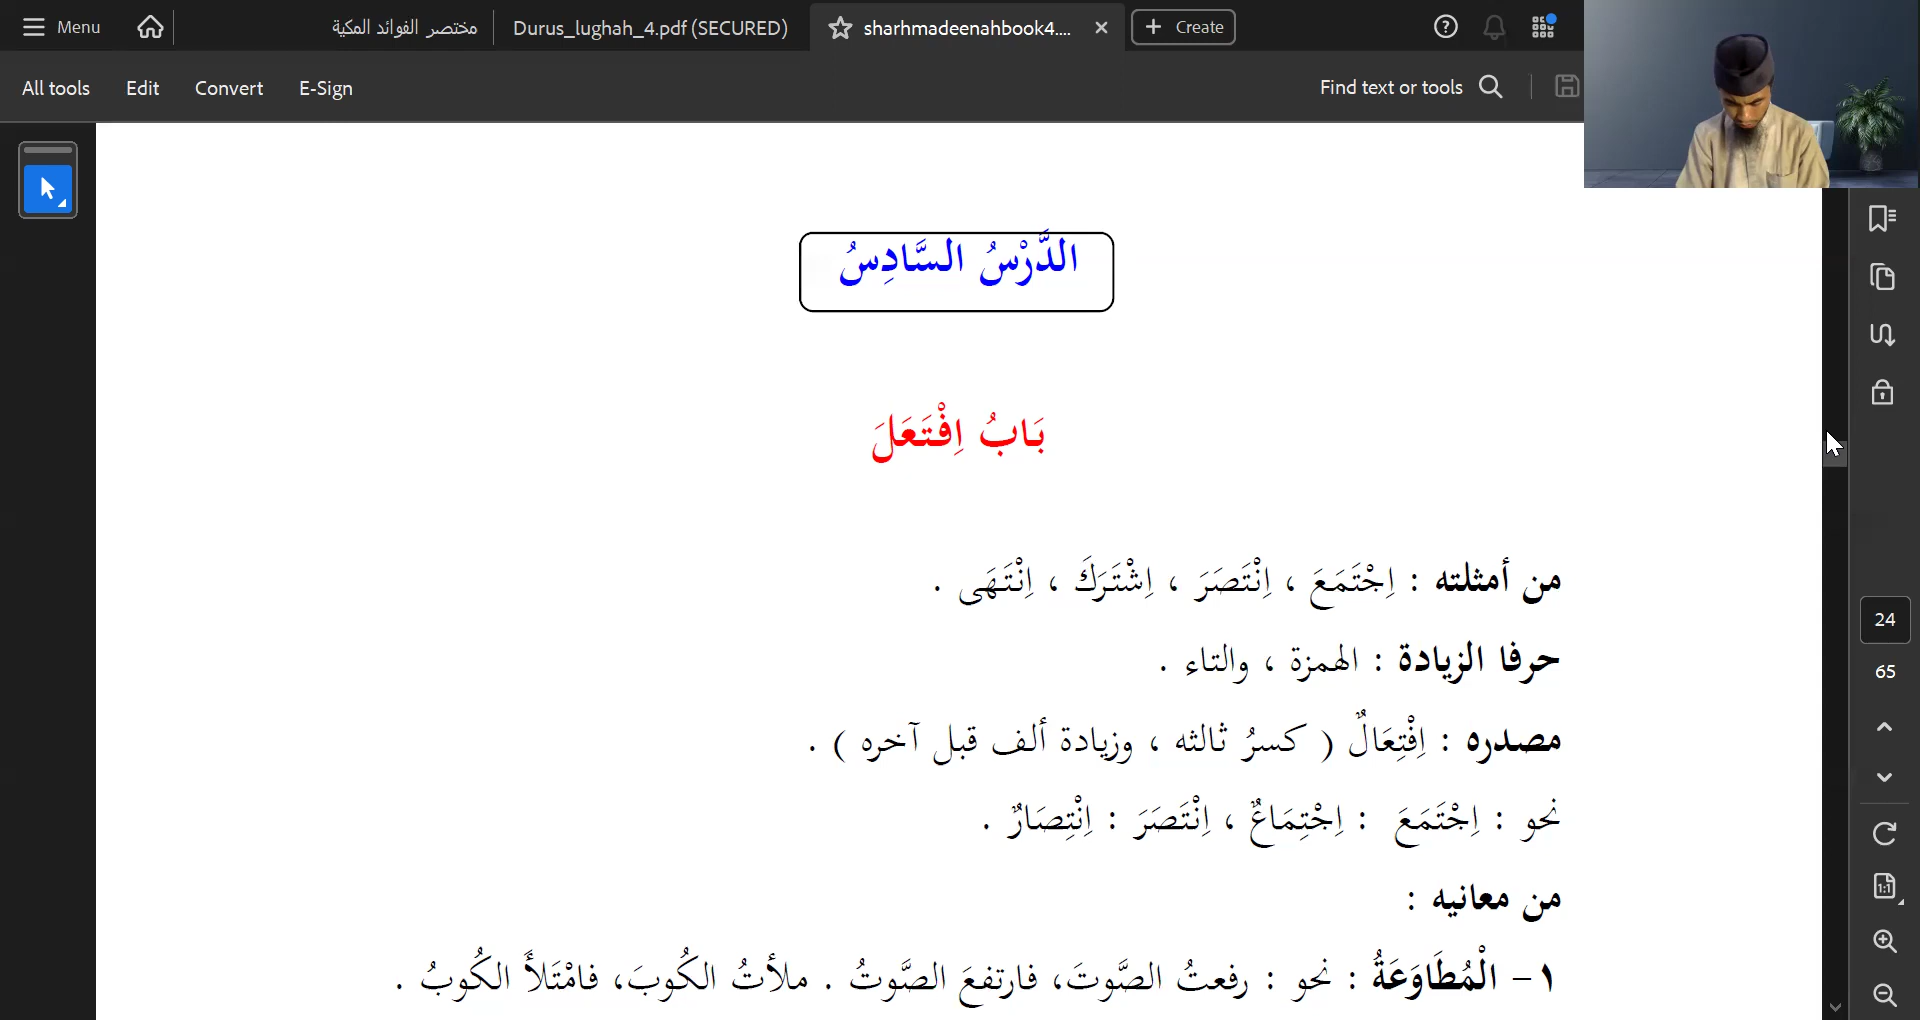 Menu
مختصر الفوائد المكية
Durus_lughah_4.pdf (SECURED)
sharhmadeenahbook4....
Create
All tools
Edit
Convert
E-Sign
Find text or tools
الدَّرْسُ السَّادِسُ
بَابُ اِفْتَعَلَ
من أمثلته : اِجْتَمَعَ ، اِنْتَصَرَ ، اِشْتَرَكَ ، اِنْتَهَى .
حرفا الزيادة : الهمزة ، والتاء .
مصدره : اِفْتِعَالٌ ( كسرُ ثالثه ، وزيادة ألف قبل آخره ) .
نحو : اِجْتَمَعَ : اِجْتِمَاعٌ ، اِنْتَصَرَ : اِنْتِصَارٌ .
من معانيه :
١- الْمُطَاوَعَةُ : نحو : رفعتُ الصَّوتَ، فارتفعَ الصَّوتُ . ملأتُ الكُوبَ، فامْتَلأَ الكُوبُ .
24
65
1:1